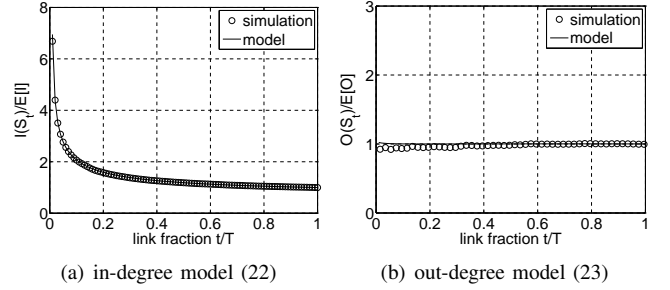 8
6
4
2
0
I(S_t)/E[I]
simulation
model
0 0.2 0.4 0.6 0.8 1
link fraction t/T
(a) in-degree model (22)
3
2
1
0
O(S_t)/E[O]
simulation
model
0 0.2 0.4 0.6 0.8 1
link fraction t/T
(b) out-degree model (23)